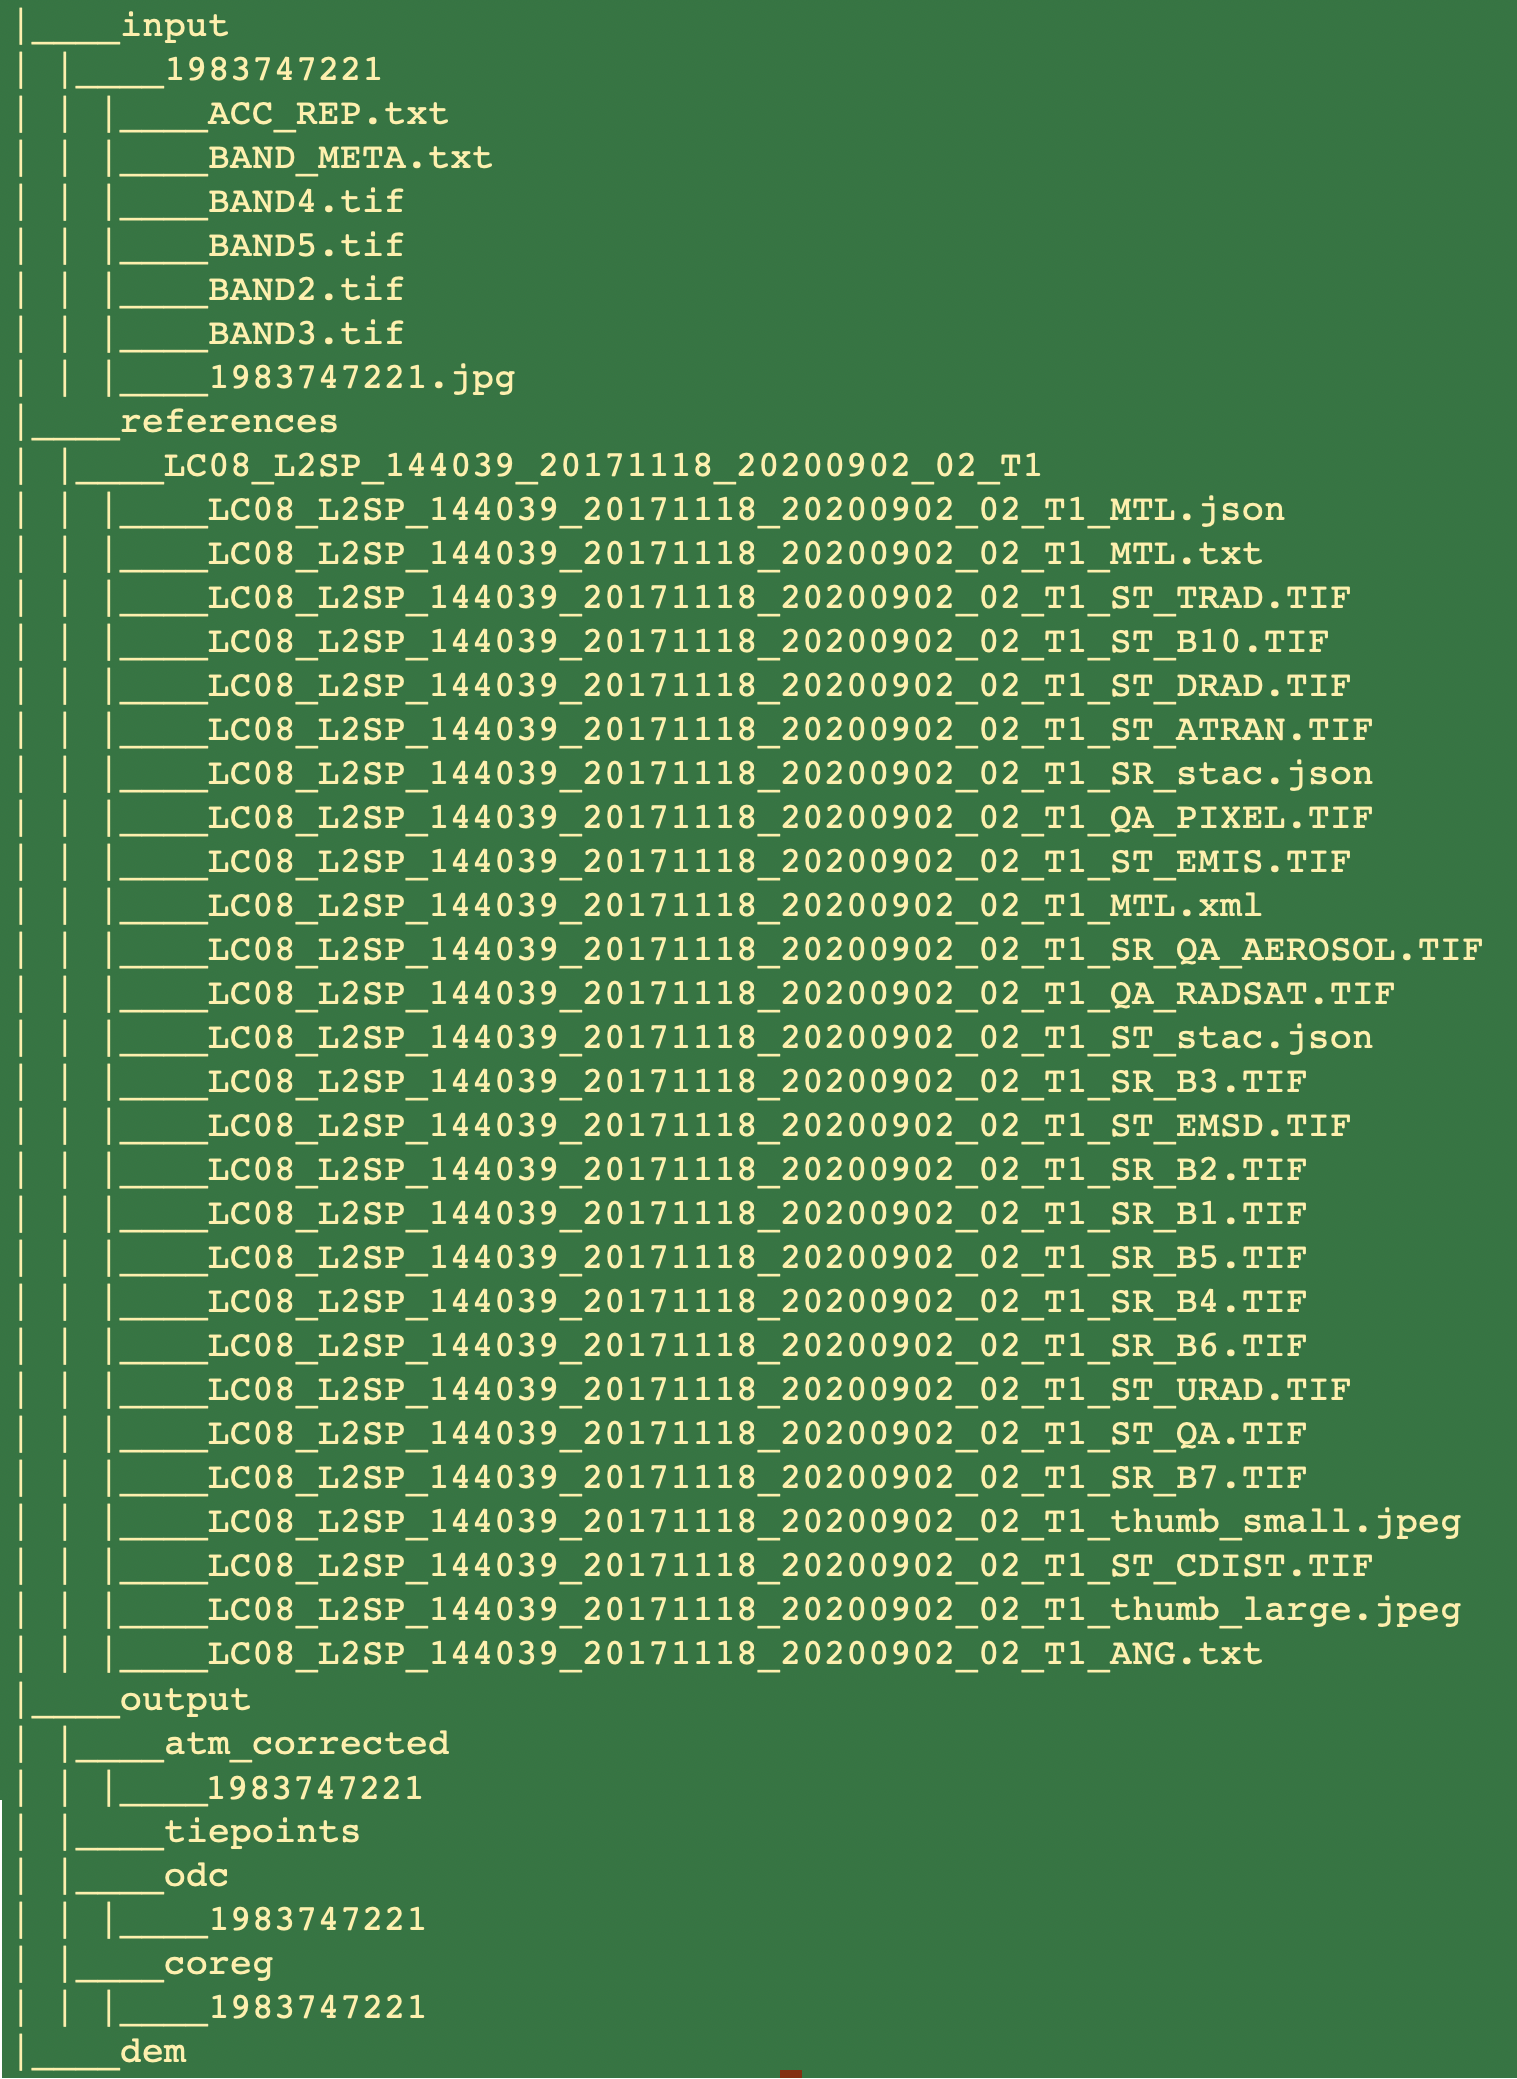 |____input
| |____1983747221
| | |____ACC_REP.txt
| | |____BAND_META.txt
| | |____BAND4.tif
| | |____BAND5.tif
| | |____BAND2.tif
| | |____BAND3.tif
| | |____1983747221.jpg
|____references
| |____LC08_L2SP_144039_20171118_20200902_02_T1
| | |____LC08_L2SP_144039_20171118_20200902_02_T1_MTL.json
| | |____LC08_L2SP_144039_20171118_20200902_02_T1_MTL.txt
| | |____LC08_L2SP_144039_20171118_20200902_02_T1_ST_TRAD.TIF
| | |____LC08_L2SP_144039_20171118_20200902_02_T1_ST_B10.TIF
| | |____LC08_L2SP_144039_20171118_20200902_02_T1_ST_DRAD.TIF
| | |____LC08_L2SP_144039_20171118_20200902_02_T1_ST_ATRAN.TIF
| | |____LC08_L2SP_144039_20171118_20200902_02_T1_SR_stac.json
| | |____LC08_L2SP_144039_20171118_20200902_02_T1_QA_PIXEL.TIF
| | |____LC08_L2SP_144039_20171118_20200902_02_T1_ST_EMIS.TIF
| | |____LC08_L2SP_144039_20171118_20200902_02_T1_MTL.xml
| | |____LC08_L2SP_144039_20171118_20200902_02_T1_SR_QA_AEROSOL.TIF
| | |____LC08_L2SP_144039_20171118_20200902_02_T1_QA_RADSAT.TIF
| | |____LC08_L2SP_144039_20171118_20200902_02_T1_ST_stac.json
| | |____LC08_L2SP_144039_20171118_20200902_02_T1_SR_B3.TIF
| | |____LC08_L2SP_144039_20171118_20200902_02_T1_ST_EMSD.TIF
| | |____LC08_L2SP_144039_20171118_20200902_02_T1_SR_B2.TIF
| | |____LC08_L2SP_144039_20171118_20200902_02_T1_SR_B1.TIF
| | |____LC08_L2SP_144039_20171118_20200902_02_T1_SR_B5.TIF
| | |____LC08_L2SP_144039_20171118_20200902_02_T1_SR_B4.TIF
| | |____LC08_L2SP_144039_20171118_20200902_02_T1_SR_B6.TIF
| | |____LC08_L2SP_144039_20171118_20200902_02_T1_ST_URAD.TIF
| | |____LC08_L2SP_144039_20171118_20200902_02_T1_ST_QA.TIF
| | |____LC08_L2SP_144039_20171118_20200902_02_T1_SR_B7.TIF
| | |____LC08_L2SP_144039_20171118_20200902_02_T1_thumb_small.jpeg
| | |____LC08_L2SP_144039_20171118_20200902_02_T1_ST_CDIST.TIF
| | |____LC08_L2SP_144039_20171118_20200902_02_T1_thumb_large.jpeg
| | |____LC08_L2SP_144039_20171118_20200902_02_T1_ANG.txt
|____output
| |____atm_corrected
| | |____1983747221
| |____tiepoints
| |____odc
| | |____1983747221
| |____coreg
| | |____1983747221
|____dem